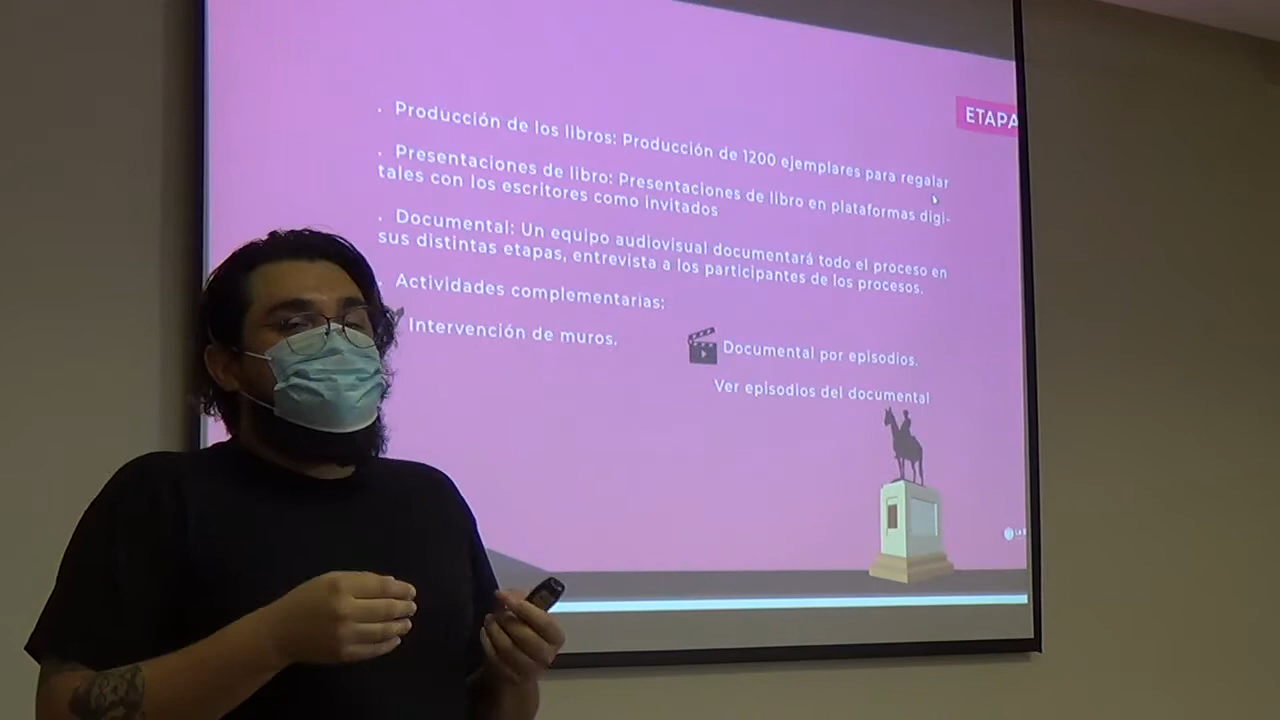 ETAPA
. Producción de los libros: Producción de 1200 ejemplares para regalar
. Presentaciones de libro: Presentaciones de libro en plataformas digi-
tales con los escritores como invitados
. Documental: Un equipo audiovisual documentará todo el proceso en
sus distintas etapas, entrevista a los participantes de los procesos.
. Actividades complementarias:
Intervención de muros.
Documental por episodios.
Ver episodios del documental